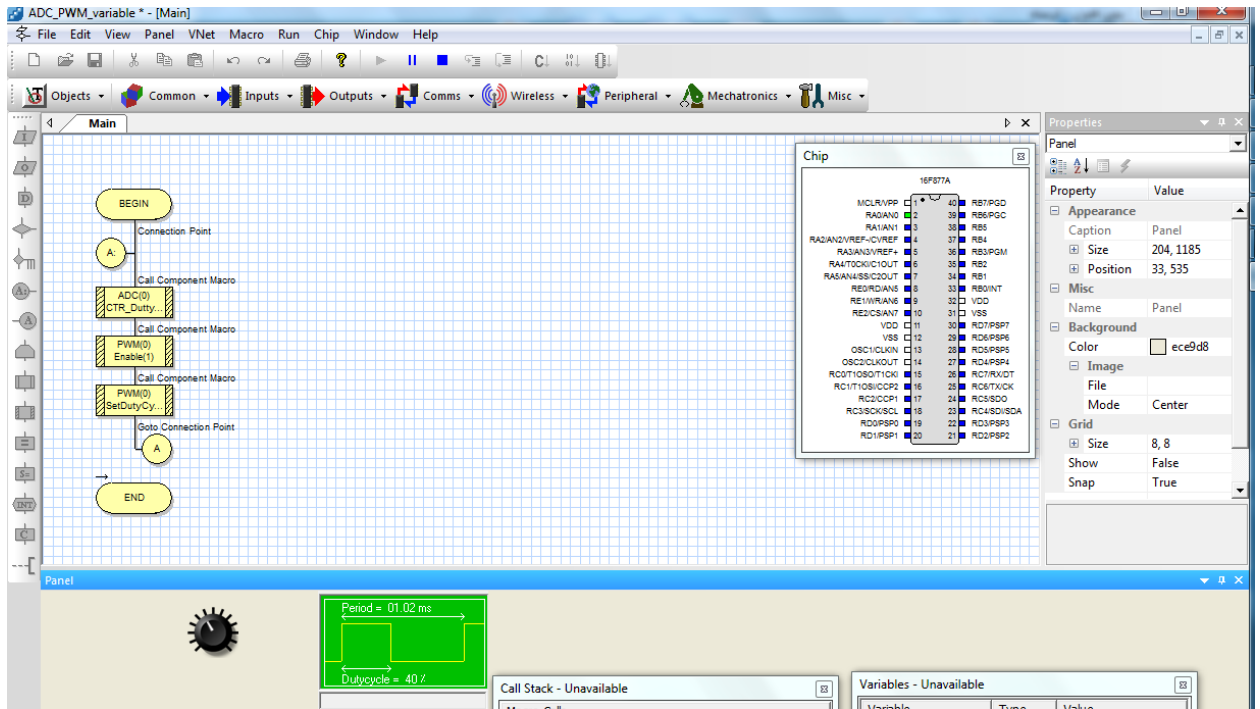 ADC_PWM_variable * - [Main]
File Edit View Panel VNet Macro Run Chip Window Help
Objects Common Inputs Outputs Comms Wireless Peripheral Mechatronics Misc
Main
BEGIN
Connection Point
A:
Call Component Macro
ADC(0)
CTR_Dutty...
Call Component Macro
PWM(0)
Enable(1)
Call Component Macro
PWM(0)
SetDutyCy...
Goto Connection Point
A
END
Chip
16F877A
MCLR/VPP 1 40 RB7/PGD
RA0/AN0 2 39 RB6/PGC
RA1/AN1 3 38 RB5
RA2/AN2/VREF-/CVREF 4 37 RB4
RA3/AN3/VREF+ 5 36 RB3/PGM
RA4/T0CKI/C1OUT 6 35 RB2
RA5/AN4/SS/C2OUT 7 34 RB1
RE0/RD/AN5 8 33 RB0/INT
RE1/WR/AN6 9 32 VDD
RE2/CS/AN7 10 31 VSS
VDD 11 30 RD7/PSP7
VSS 12 29 RD6/PSP6
OSC1/CLKIN 13 28 RD5/PSP5
OSC2/CLKOUT 14 27 RD4/PSP4
RC0/T1OSO/T1CKI 15 26 RC7/RX/DT
RC1/T1OSI/CCP2 16 25 RC6/TX/CK
RC2/CCP1 17 24 RC5/SDO
RC3/SCK/SCL 18 23 RC4/SDI/SDA
RD0/PSP0 19 22 RD3/PSP3
RD1/PSP1 20 21 RD2/PSP2
Properties
Panel
Property Value
Appearance
Caption Panel
Size 204, 1185
Position 33, 535
Misc
Name Panel
Background
Color ece9d8
Image
File
Mode Center
Grid
Size 8, 8
Show False
Snap True
Panel
Period = 01.02 ms
Dutycycle = 40 %
Call Stack - Unavailable
Variables - Unavailable
Variable Type Value